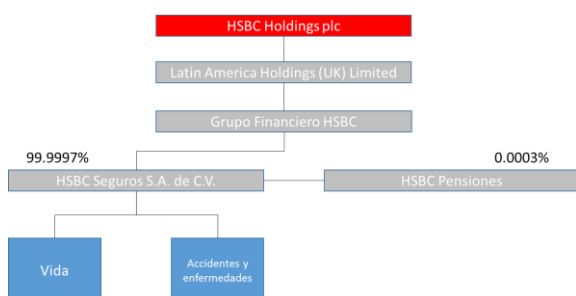 HSBC Holdings plc
Latin America Holdings (UK) Limited
Grupo Financiero HSBC
99.9997%
0.0003%
HSBC Seguros S.A. de C.V.
HSBC Pensiones
Vida
Accidentes y
enfermedades